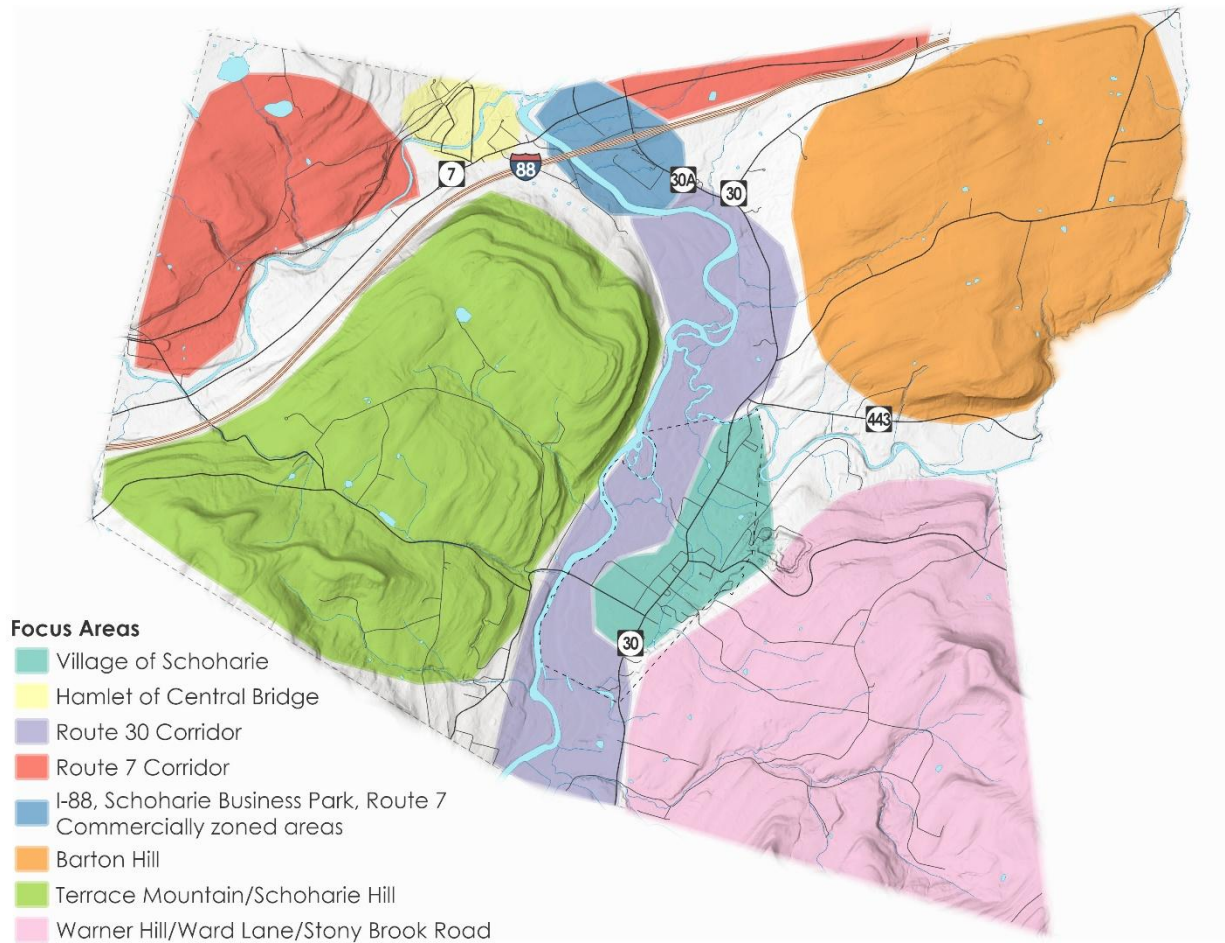 7
88
30A
30
443
30
Focus Areas
Village of Schoharie
Hamlet of Central Bridge
Route 30 Corridor
Route 7 Corridor
I-88, Schoharie Business Park, Route 7
Commercially zoned areas
Barton Hill
Terrace Mountain/Schoharie Hill
Warner Hill/Ward Lane/Stony Brook Road